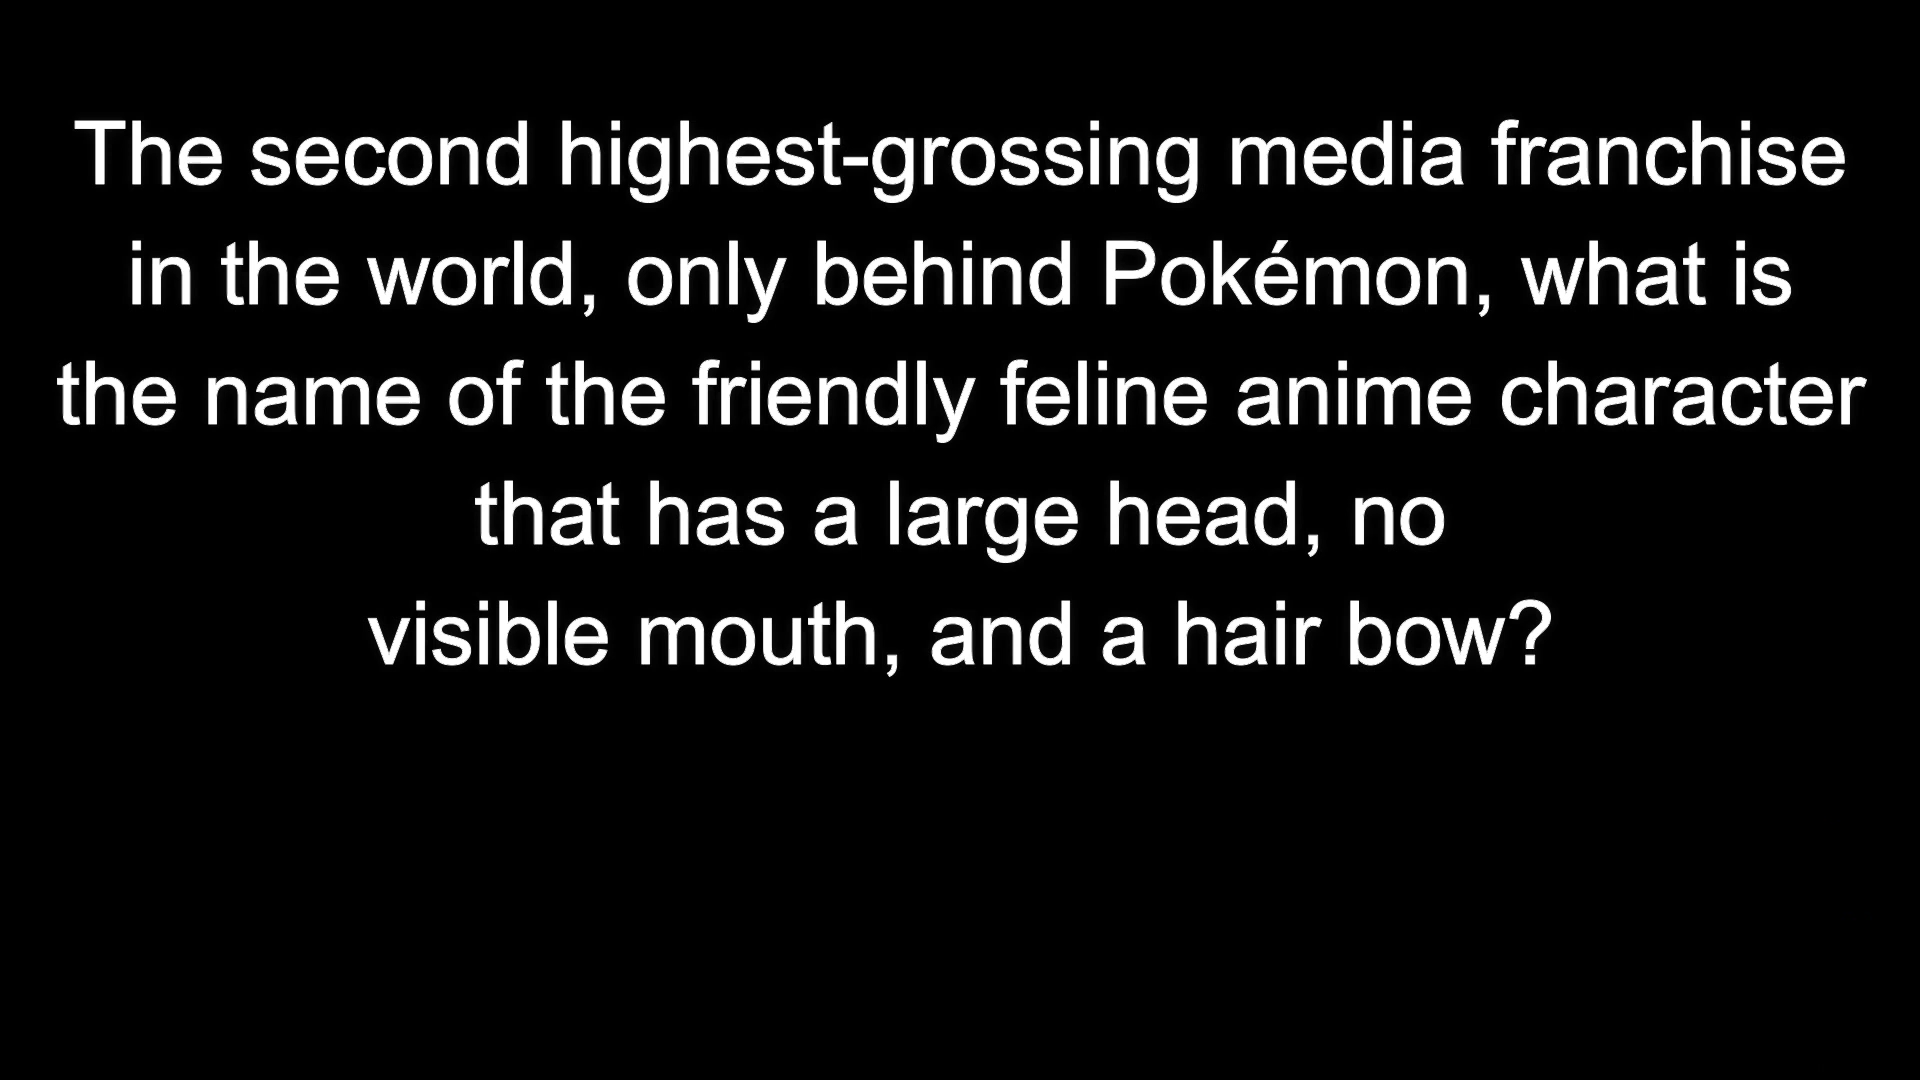 The second highest-grossing media franchise
in the world, only behind Pokémon, what is
the name of the friendly feline anime character
that has a large head, no
visible mouth, and a hair bow?